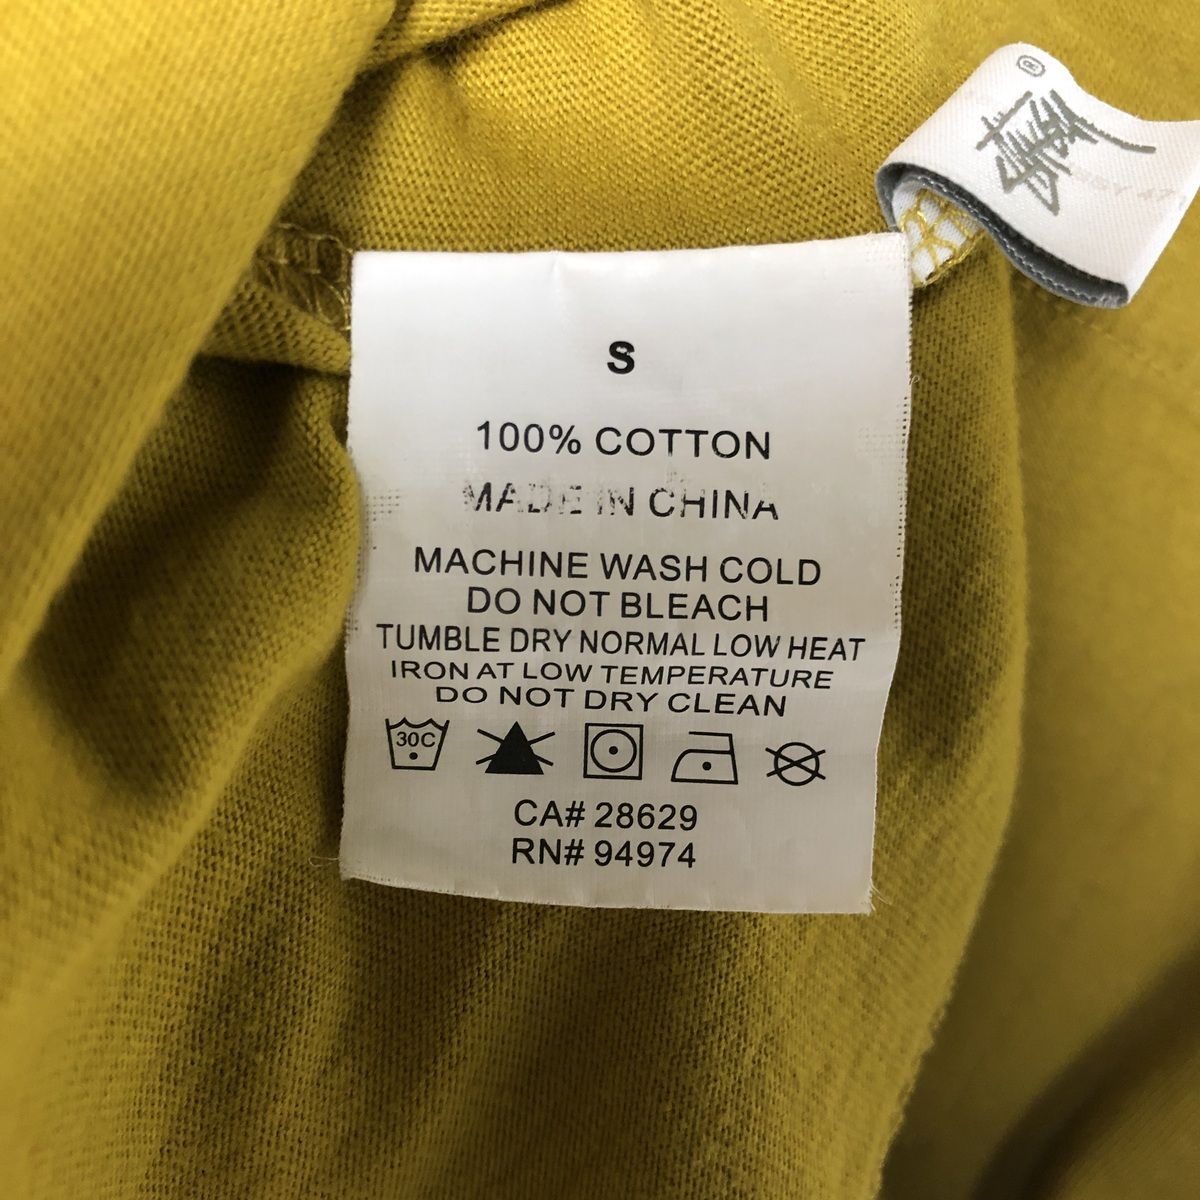 ®
S
100% COTTON
MADE IN CHINA
MACHINE WASH COLD
DO NOT BLEACH
TUMBLE DRY NORMAL LOW HEAT
IRON AT LOW TEMPERATURE
DO NOT DRY CLEAN
30C
CA# 28629
RN# 94974